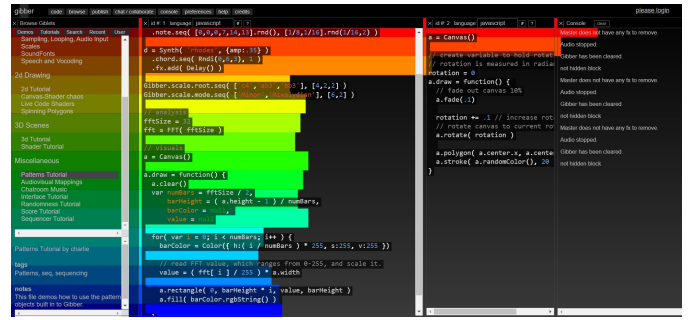 gibber code browse publish chat / collaborate console preferences help credits please login
× Browse Giblets
Demos Tutorials Search Recent User
Sampling, Looping, Audio Input
Scales
SoundFonts
Speech and Vocoding
2d Drawing
2d Tutorial
Canvas Shader chaos
Live Code Shaders
Spinning Polygons
3D Scenes
3d Tutorial
Shader Tutorial
Miscellaneous
Patterns Tutorial
Audiovisual Mappings
Chatroom Music
Interface Tutorial
Randomness Tutorial
Score Tutorial
Sequencer Tutorial
Patterns Tutorial by charlie
tags
Patterns, seq, sequencing
notes
This file demos how to use the pattern
objects built in to Gibber.
× id #: 1 language: javascript # ?
.note.seq( [0,0,0,7,14,13].rnd(), [1/8,1/16].rnd(1/16,2) )
d = Synth( 'rhodes', {amp:.35} )
.chord.seq( Rndi(0,6,3), 1 )
.fx.add( Delay() )
Gibber.scale.root.seq( [ [4,2,2] )
Gibber.scale.mode.seq( [ [6,2] )
// analysis
fftSize = 32
fft = FFT( fftSize )
// visuals
a = Canvas()
a.draw = function() {
a.clear()
var numBars = fftSize / 2,
barHeight = ( a.height - 1 ) / numBars,
barColor = null,
value = null
for( var i = 0; i < numBars; i++ ) {
barColor = Color({ h:( i / numBars ) * 255, s:255, v:255 })
// read FFT value, which ranges from 0-255, and scale it.
value = ( fft[ i ] / 255 ) * a.width
a.rectangle( 0, barHeight * i, value, barHeight )
a.fill( barColor.rgbString() )
× id #: 2 language: javascript # ?
a = Canvas()
// create variable to hold rotat
// rotation is measured in radia
rotation = 0
a.draw = function() {
// fade out canvas 10%
a.fade(.1)
rotation += .1 // increase rot
// rotate canvas to current ro
a.rotate( rotation )
a.polygon( a.center.x, a.cente
a.stroke( a.randomColor(), 20
}
× Console clear
Master does not have any fx to remove
Audio stopped.
Gibber has been cleared.
not hidden block
Master does not have any fx to remove
Audio stopped.
Gibber has been cleared.
not hidden block
Master does not have any fx to remove
Audio stopped.
Gibber has been cleared.
not hidden block